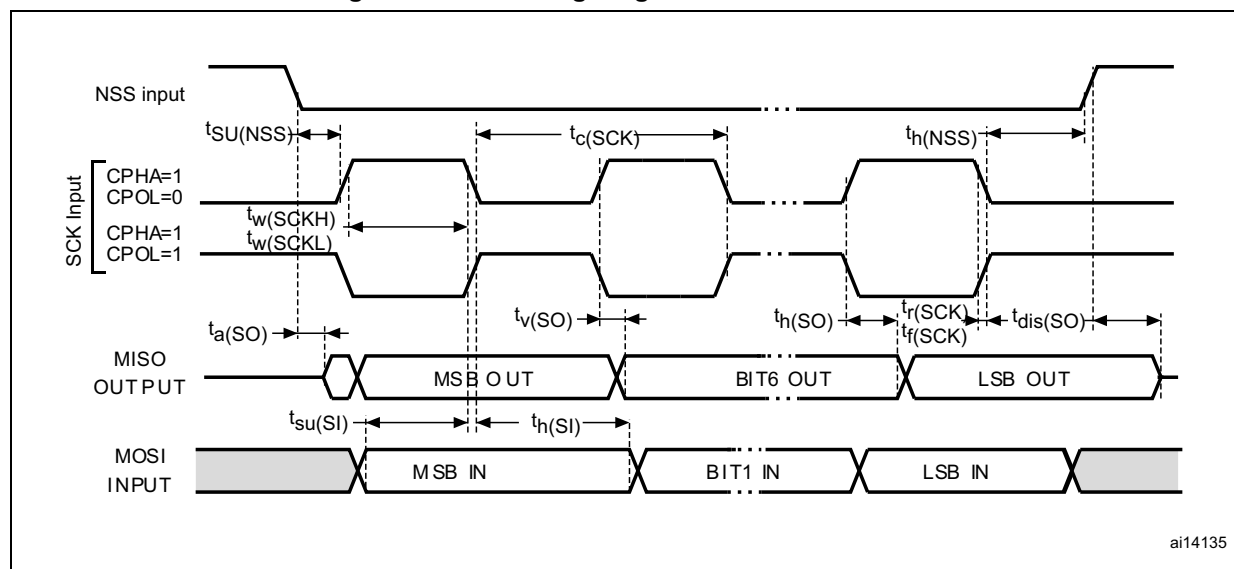 NSS input
tSU(NSS)
tc(SCK)
th(NSS)
SCK Input
CPHA=1
CPOL=0
tw(SCKH)
tw(SCKL)
CPHA=1
CPOL=1
ta(SO)
tv(SO)
th(SO)
tr(SCK)
tf(SCK)
tdis(SO)
MISO
OUTPUT
MSB OUT
BIT6 OUT
LSB OUT
tsu(SI)
th(SI)
MOSI
INPUT
MSB IN
BIT1 IN
LSB IN
ai14135